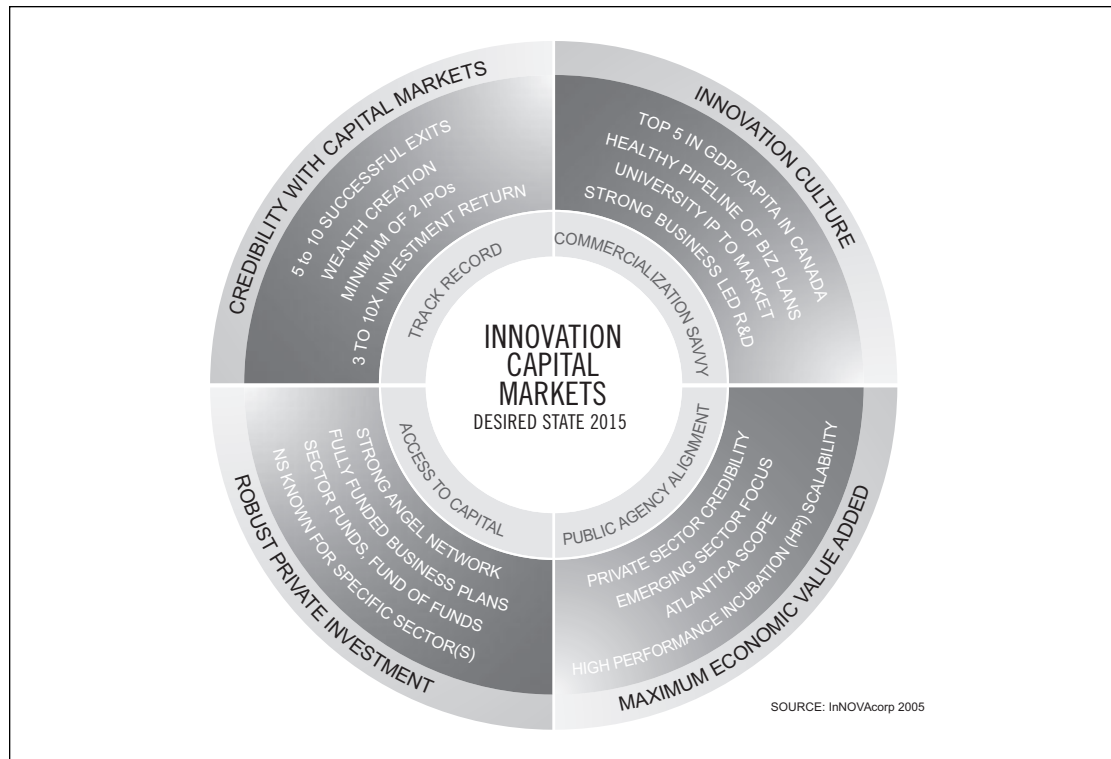 CREDIBILITY WITH CAPITAL MARKETS
5 to 10 SUCCESSFUL EXITS
WEALTH CREATION
MINIMUM OF 2 IPOs
3 TO 10X INVESTMENT RETURN
TRACK RECORD
INNOVATION CULTURE
TOP 5 IN GDP/CAPITA IN CANADA
HEALTHY PIPELINE OF BIZ PLANS
UNIVERSITY IP TO MARKET
STRONG BUSINESS LED R&D
COMMERCIALIZATION SAVVY
INNOVATION
CAPITAL
MARKETS
DESIRED STATE 2015
ACCESS TO CAPITAL
STRONG ANGEL NETWORK
FULLY FUNDED BUSINESS PLANS
SECTOR FUNDS, FUND OF FUNDS
NS KNOWN FOR SPECIFIC SECTOR(S)
ROBUST PRIVATE INVESTMENT
PUBLIC AGENCY ALIGNMENT
PRIVATE SECTOR CREDIBILITY
EMERGING SECTOR FOCUS
ATLANTICA SCOPE
HIGH PERFORMANCE INCUBATION (HPi) SCALABILITY
MAXIMUM ECONOMIC VALUE ADDED
SOURCE: InNOVAcorp 2005